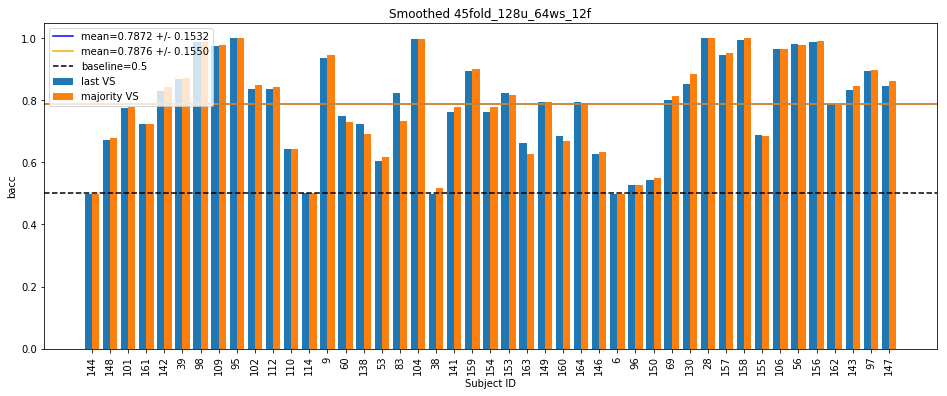 Smoothed 45fold_128u_64ws_12f
mean=0.7872 +/- 0.1532
mean=0.7876 +/- 0.1550
baseline=0.5
last VS
majority VS
bacc
1.0
0.8
0.6
0.4
0.2
0.0
144 148 101 161 142 39 98 109 95 102 112 110 114 9 60 138 53 83 104 38 141 159 154 153 163 149 160 164 146 6 96 150 69 130 28 157 158 155 106 56 156 162 143 97 147
Subject ID